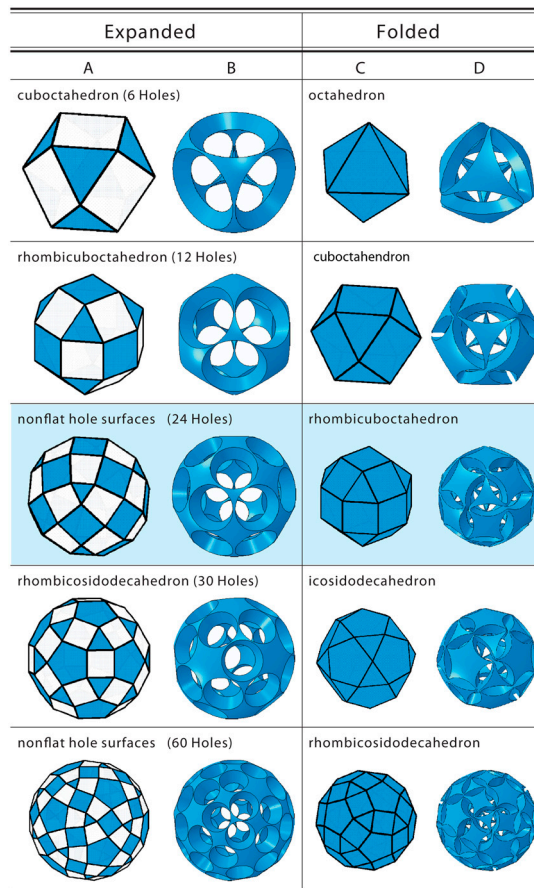 Expanded Folded
A B C D
cuboctahedron (6 Holes) octahedron
rhombicuboctahedron (12 Holes) cuboctahendron
nonflat hole surfaces (24 Holes) rhombicuboctahedron
rhombicosidodecahedron (30 Holes) icosidodecahedron
nonflat hole surfaces (60 Holes) rhombicosidodecahedron